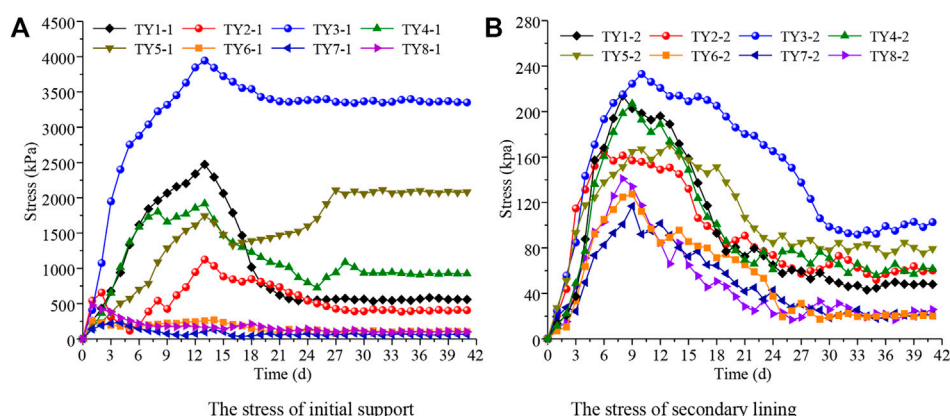 A
TY1-1 TY2-1 TY3-1 TY4-1
TY5-1 TY6-1 TY7-1 TY8-1
Stress (kPa)
4500
4000
3500
3000
2500
2000
1500
1000
500
0
0 3 6 9 12 15 18 21 24 27 30 33 36 39 42
Time (d)
The stress of initial support
B
TY1-2 TY2-2 TY3-2 TY4-2
TY5-2 TY6-2 TY7-2 TY8-2
Stress (kpa)
280
240
200
160
120
80
40
0
0 3 6 9 12 15 18 21 24 27 30 33 36 39 42
Time (d)
The stress of secondary lining